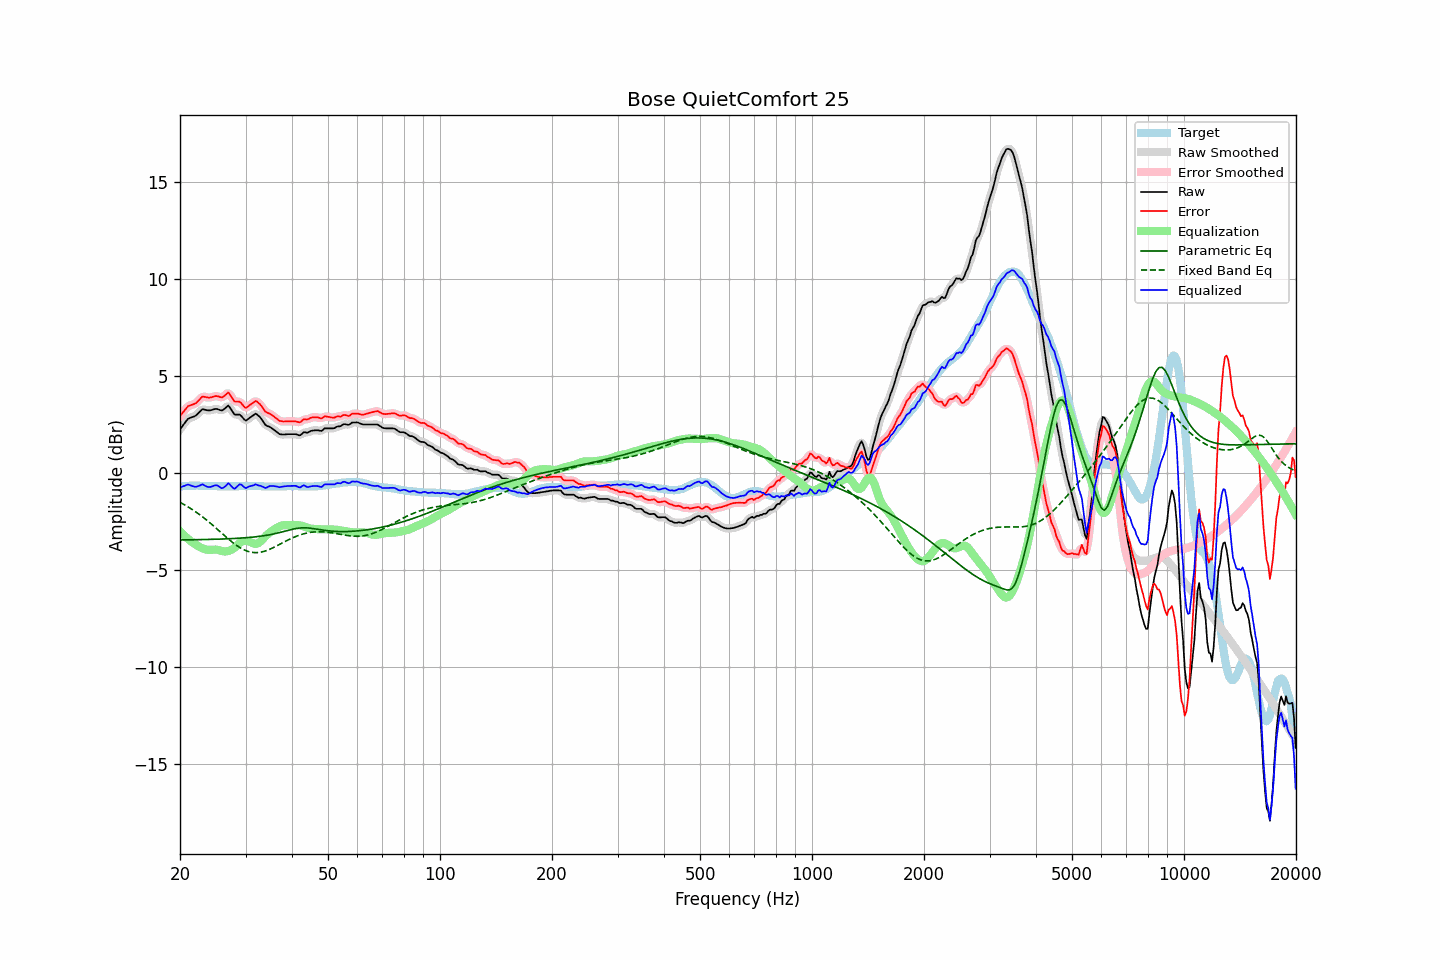 Bose QuietComfort 25
Target
Raw Smoothed
Error Smoothed
Raw
Error
Equalization
Parametric Eq
Fixed Band Eq
Equalized
15
10
5
0
−5
−10
−15
Amplitude (dBr)
20 50 100 200 500 1000 2000 5000 10000 20000
Frequency (Hz)